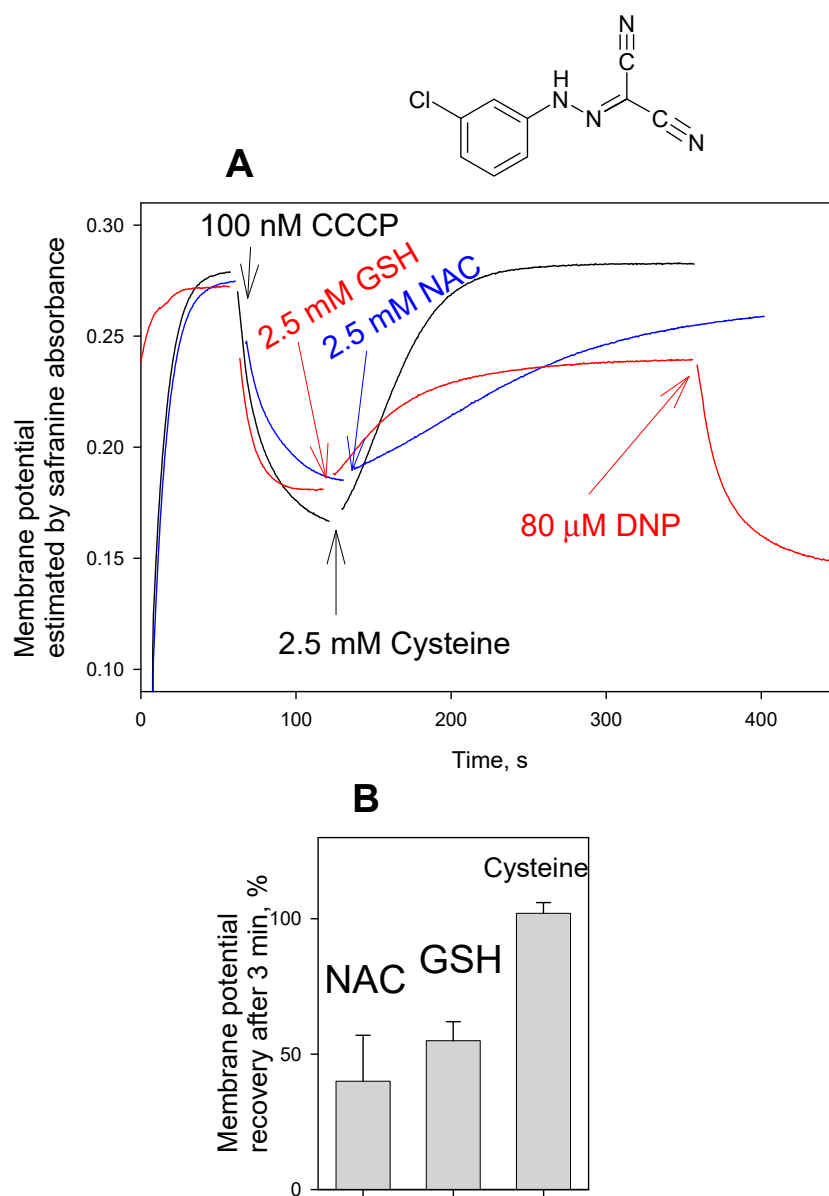 N
C
Cl
H
N
N
C
N
A
0.30
0.25
0.20
0.15
0.10
Membrane potential
estimated by safranine absorbance
100 nM CCCP
2.5 mM GSH
2.5 mM NAC
80 μM DNP
2.5 mM Cysteine
0
100
200
300
400
Time, s
B
Membrane potential
recovery after 3 min, %
100
50
0
NAC
GSH
Cysteine